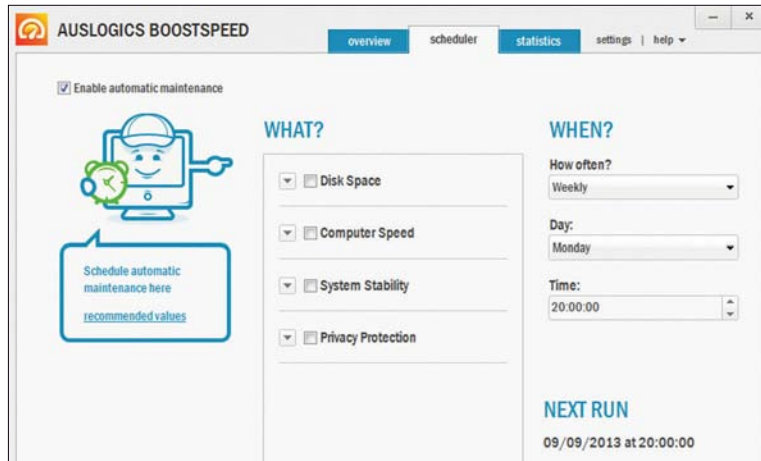 AUSLOGICS BOOSTSPEED
overview
scheduler
statistics
settings | help
Enable automatic maintenance
Schedule automatic
maintenance here
recommended values
WHAT?
Disk Space
Computer Speed
System Stability
Privacy Protection
WHEN?
How often?
Weekly
Day:
Monday
Time:
20:00:00
NEXT RUN
09/09/2013 at 20:00:00